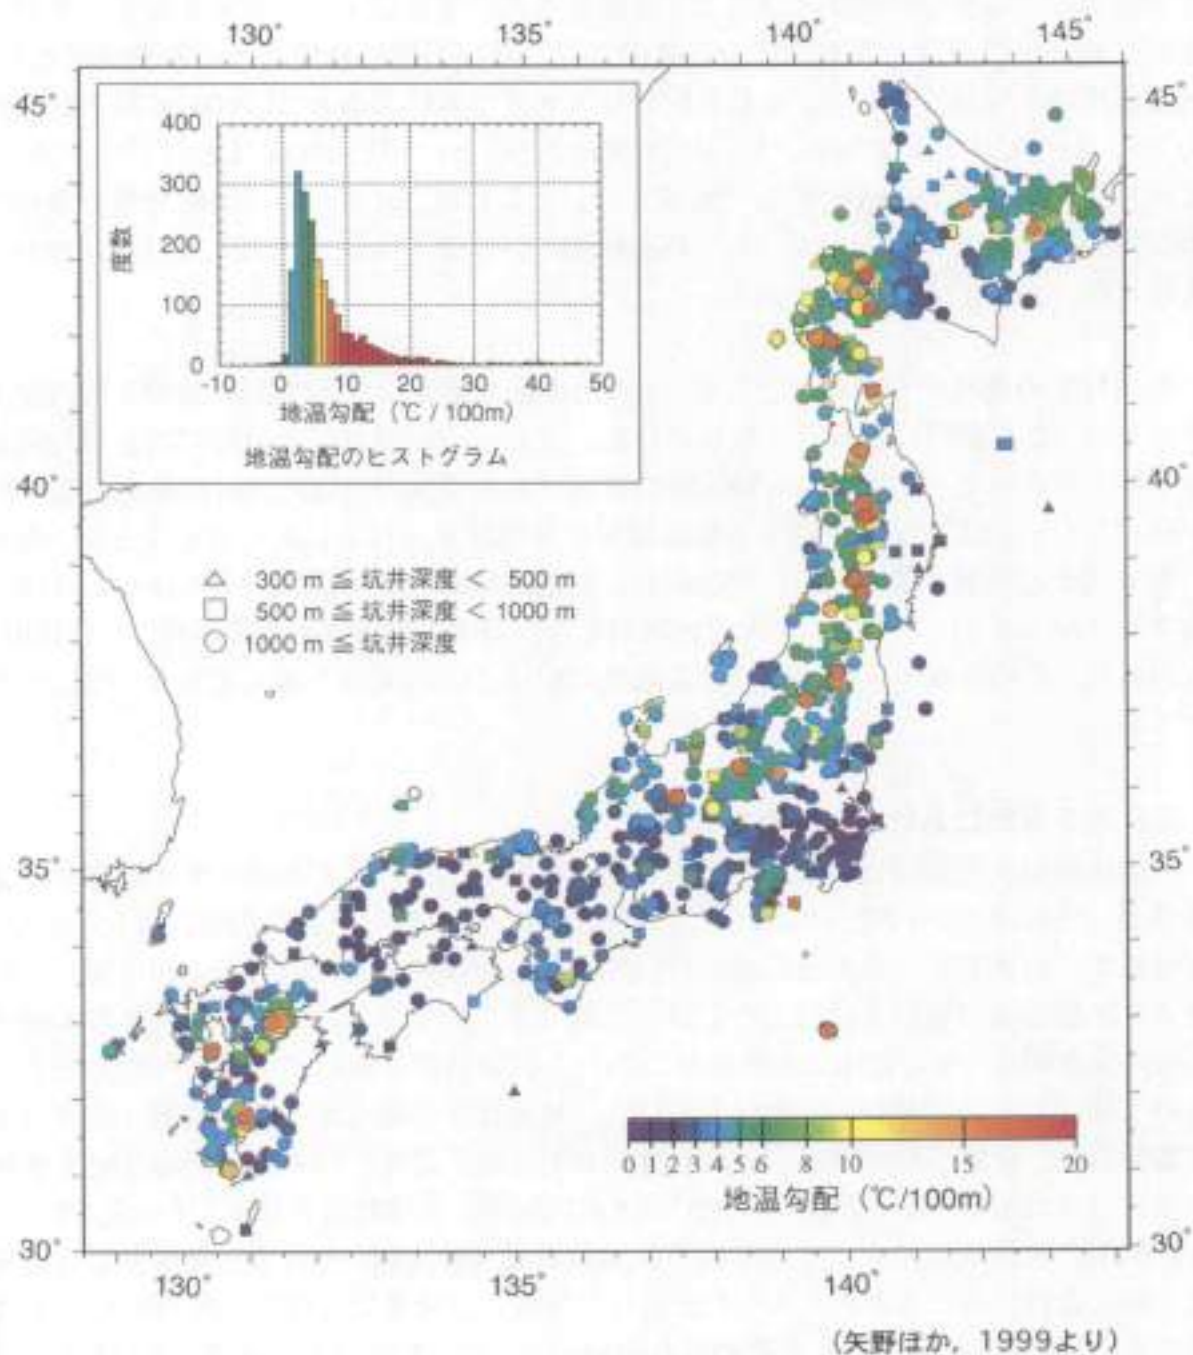 130° 135° 140° 145°
45° 45°
400
300
200
100
0
度数
-10 0 10 20 30 40 50
地温勾配（℃ / 100m）
地温勾配のヒストグラム
40° 40°
△ 300 m ≦ 坑井深度 < 500 m
□ 500 m ≦ 坑井深度 < 1000 m
○ 1000 m ≦ 坑井深度
35° 35°
0 1 2 3 4 5 6 8 10 15 20
地温勾配（℃/100m）
30° 30°
130° 135° 140°
(矢野ほか, 1999より)